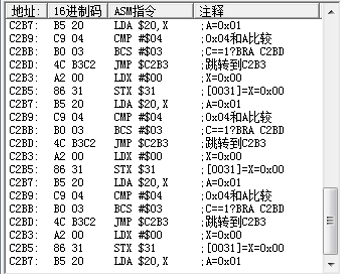 地址: 16进制码 ASM指令 注释
C2B7: B5 20 LDA $20,X ;A=0x01
C2B9: C9 04 CMP #$04 ;0x04和A比较
C2BB: B0 03 BCS #$03 ;C==1?BRA C2BD
C2BD: 4C B3C2 JMP $C2B3 ;跳转到C2B3
C2B3: A2 00 LDX #$00 ;X=0x00
C2B5: 86 31 STX $31 ;[0031]=X=0x00
C2B7: B5 20 LDA $20,X ;A=0x01
C2B9: C9 04 CMP #$04 ;0x04和A比较
C2BB: B0 03 BCS #$03 ;C==1?BRA C2BD
C2BD: 4C B3C2 JMP $C2B3 ;跳转到C2B3
C2B3: A2 00 LDX #$00 ;X=0x00
C2B5: 86 31 STX $31 ;[0031]=X=0x00
C2B7: B5 20 LDA $20,X ;A=0x01
C2B9: C9 04 CMP #$04 ;0x04和A比较
C2BB: B0 03 BCS #$03 ;C==1?BRA C2BD
C2BD: 4C B3C2 JMP $C2B3 ;跳转到C2B3
C2B3: A2 00 LDX #$00 ;X=0x00
C2B5: 86 31 STX $31 ;[0031]=X=0x00
C2B7: B5 20 LDA $20,X ;A=0x01